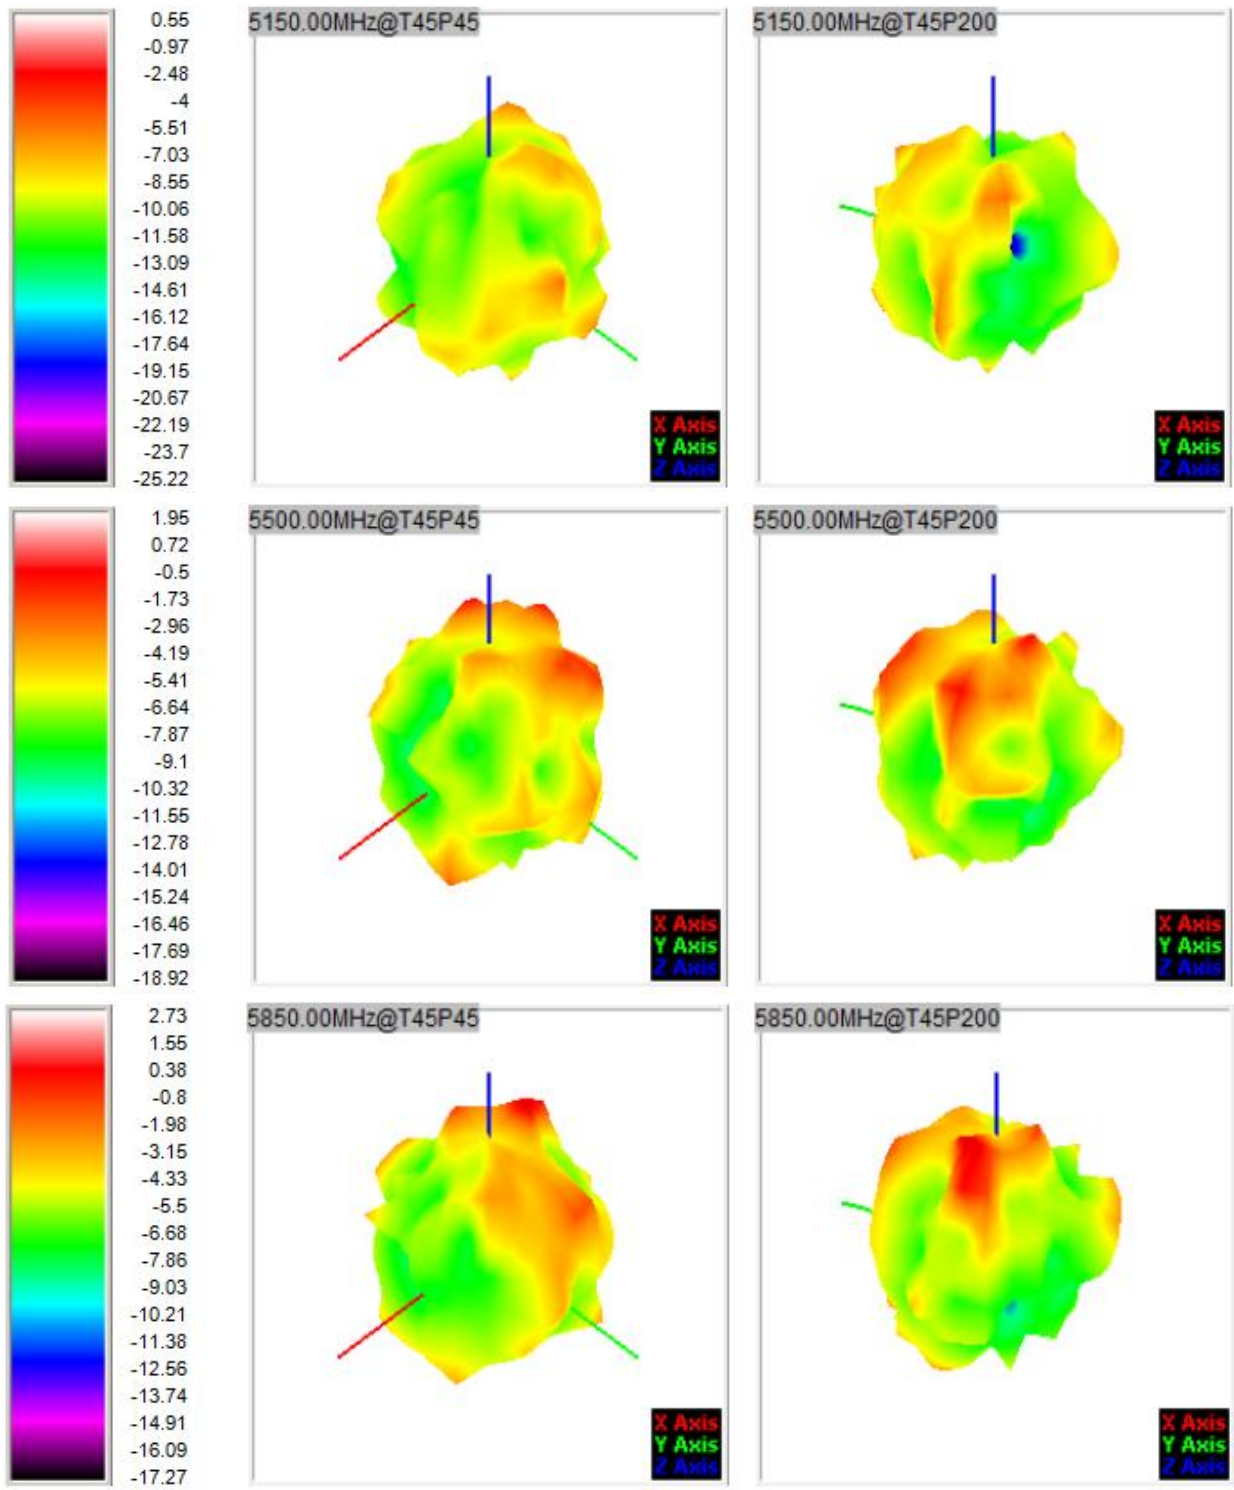 0.55
-0.97
-2.48
-4
-5.51
-7.03
-8.55
-10.06
-11.58
-13.09
-14.61
-16.12
-17.64
-19.15
-20.67
-22.19
-23.7
-25.22
5150.00MHz@T45P45
X Axis
Y Axis
Z Axis
5150.00MHz@T45P200
X Axis
Y Axis
Z Axis
1.95
0.72
-0.5
-1.73
-2.96
-4.19
-5.41
-6.64
-7.87
-9.1
-10.32
-11.55
-12.78
-14.01
-15.24
-16.46
-17.69
-18.92
5500.00MHz@T45P45
X Axis
Y Axis
Z Axis
5500.00MHz@T45P200
X Axis
Y Axis
Z Axis
2.73
1.55
0.38
-0.8
-1.98
-3.15
-4.33
-5.5
-6.68
-7.86
-9.03
-10.21
-11.38
-12.56
-13.74
-14.91
-16.09
-17.27
5850.00MHz@T45P45
X Axis
Y Axis
Z Axis
5850.00MHz@T45P200
X Axis
Y Axis
Z Axis